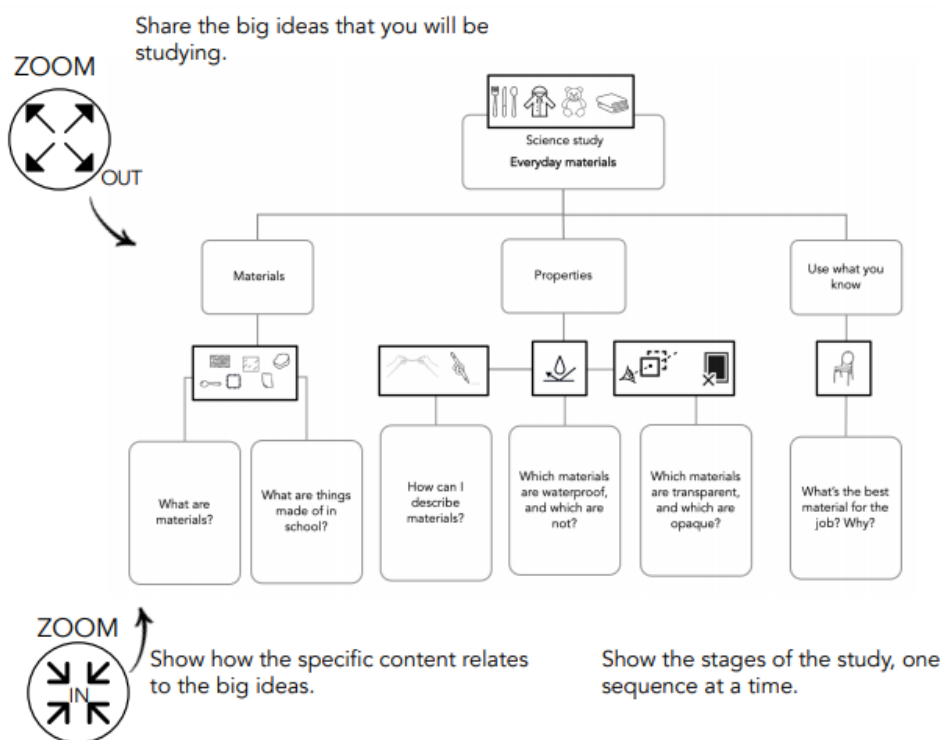 Share the big ideas that you will be
studying.
ZOOM
OUT
Science study
Everyday materials
Materials
Properties
Use what you
know
What are
materials?
What are things
made of in
school?
How can I
describe
materials?
Which materials
are waterproof,
and which are
not?
Which materials
are transparent,
and which are
opaque?
What's the best
material for the
job? Why?
ZOOM
IN
Show how the specific content relates
to the big ideas.
Show the stages of the study, one
sequence at a time.